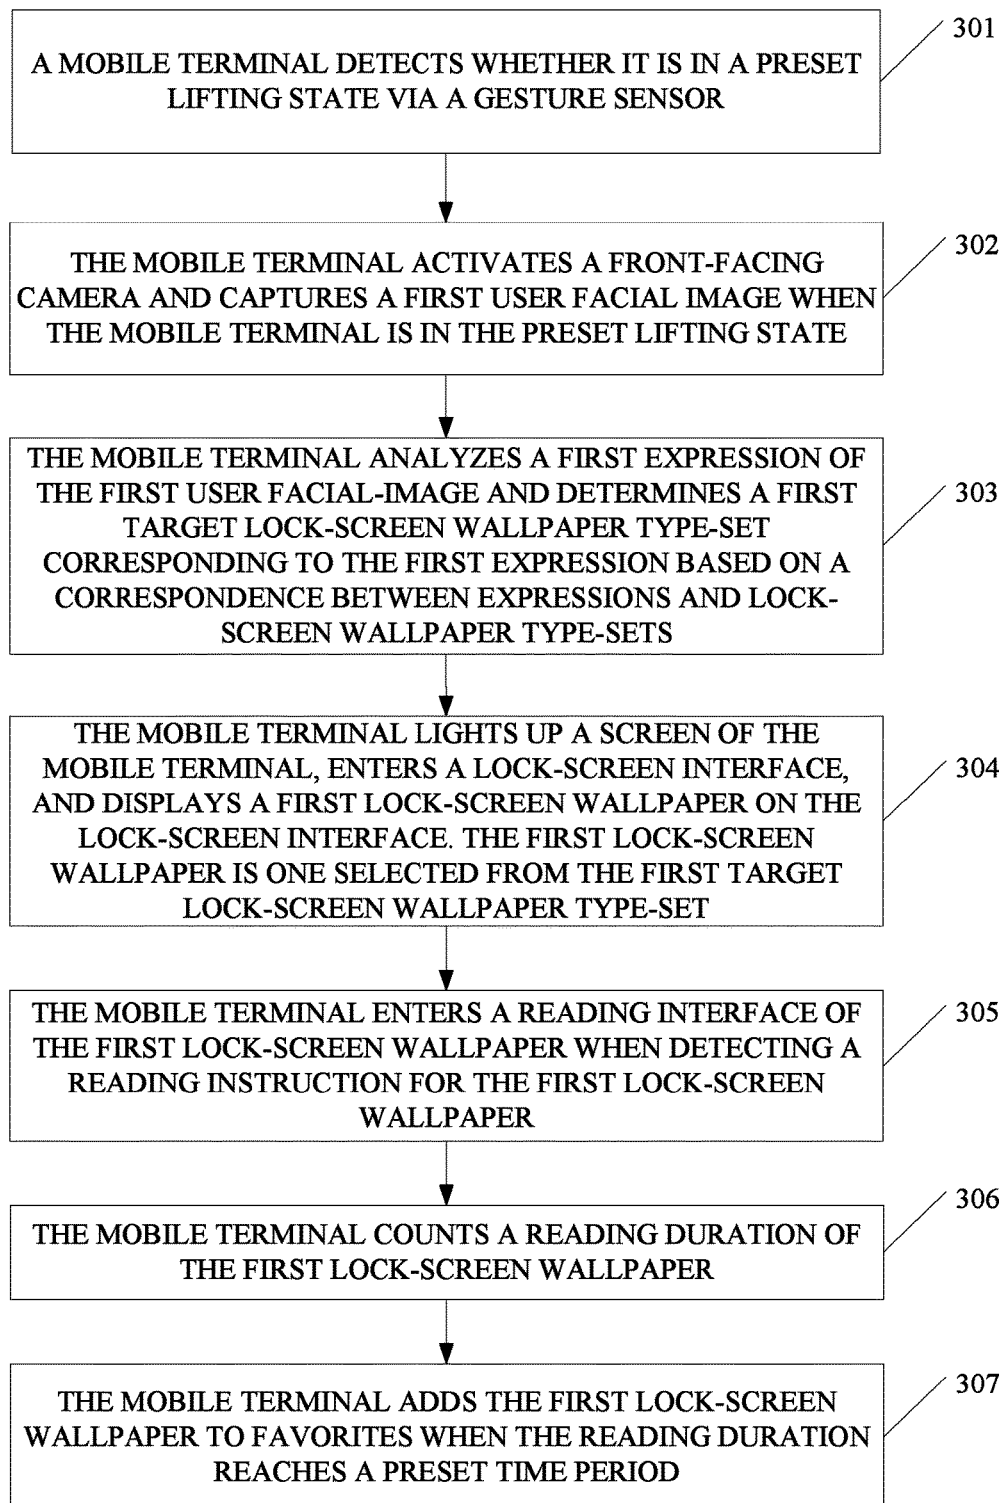 A MOBILE TERMINAL DETECTS WHETHER IT IS IN A PRESET
LIFTING STATE VIA A GESTURE SENSOR
301
THE MOBILE TERMINAL ACTIVATES A FRONT-FACING
CAMERA AND CAPTURES A FIRST USER FACIAL IMAGE WHEN
THE MOBILE TERMINAL IS IN THE PRESET LIFTING STATE
302
THE MOBILE TERMINAL ANALYZES A FIRST EXPRESSION OF
THE FIRST USER FACIAL-IMAGE AND DETERMINES A FIRST
TARGET LOCK-SCREEN WALLPAPER TYPE-SET
CORRESPONDING TO THE FIRST EXPRESSION BASED ON A
CORRESPONDENCE BETWEEN EXPRESSIONS AND LOCK-
SCREEN WALLPAPER TYPE-SETS
303
THE MOBILE TERMINAL LIGHTS UP A SCREEN OF THE
MOBILE TERMINAL, ENTERS A LOCK-SCREEN INTERFACE,
AND DISPLAYS A FIRST LOCK-SCREEN WALLPAPER ON THE
LOCK-SCREEN INTERFACE. THE FIRST LOCK-SCREEN
WALLPAPER IS ONE SELECTED FROM THE FIRST TARGET
LOCK-SCREEN WALLPAPER TYPE-SET
304
THE MOBILE TERMINAL ENTERS A READING INTERFACE OF
THE FIRST LOCK-SCREEN WALLPAPER WHEN DETECTING A
READING INSTRUCTION FOR THE FIRST LOCK-SCREEN
WALLPAPER
305
THE MOBILE TERMINAL COUNTS A READING DURATION OF
THE FIRST LOCK-SCREEN WALLPAPER
306
THE MOBILE TERMINAL ADDS THE FIRST LOCK-SCREEN
WALLPAPER TO FAVORITES WHEN THE READING DURATION
REACHES A PRESET TIME PERIOD
307